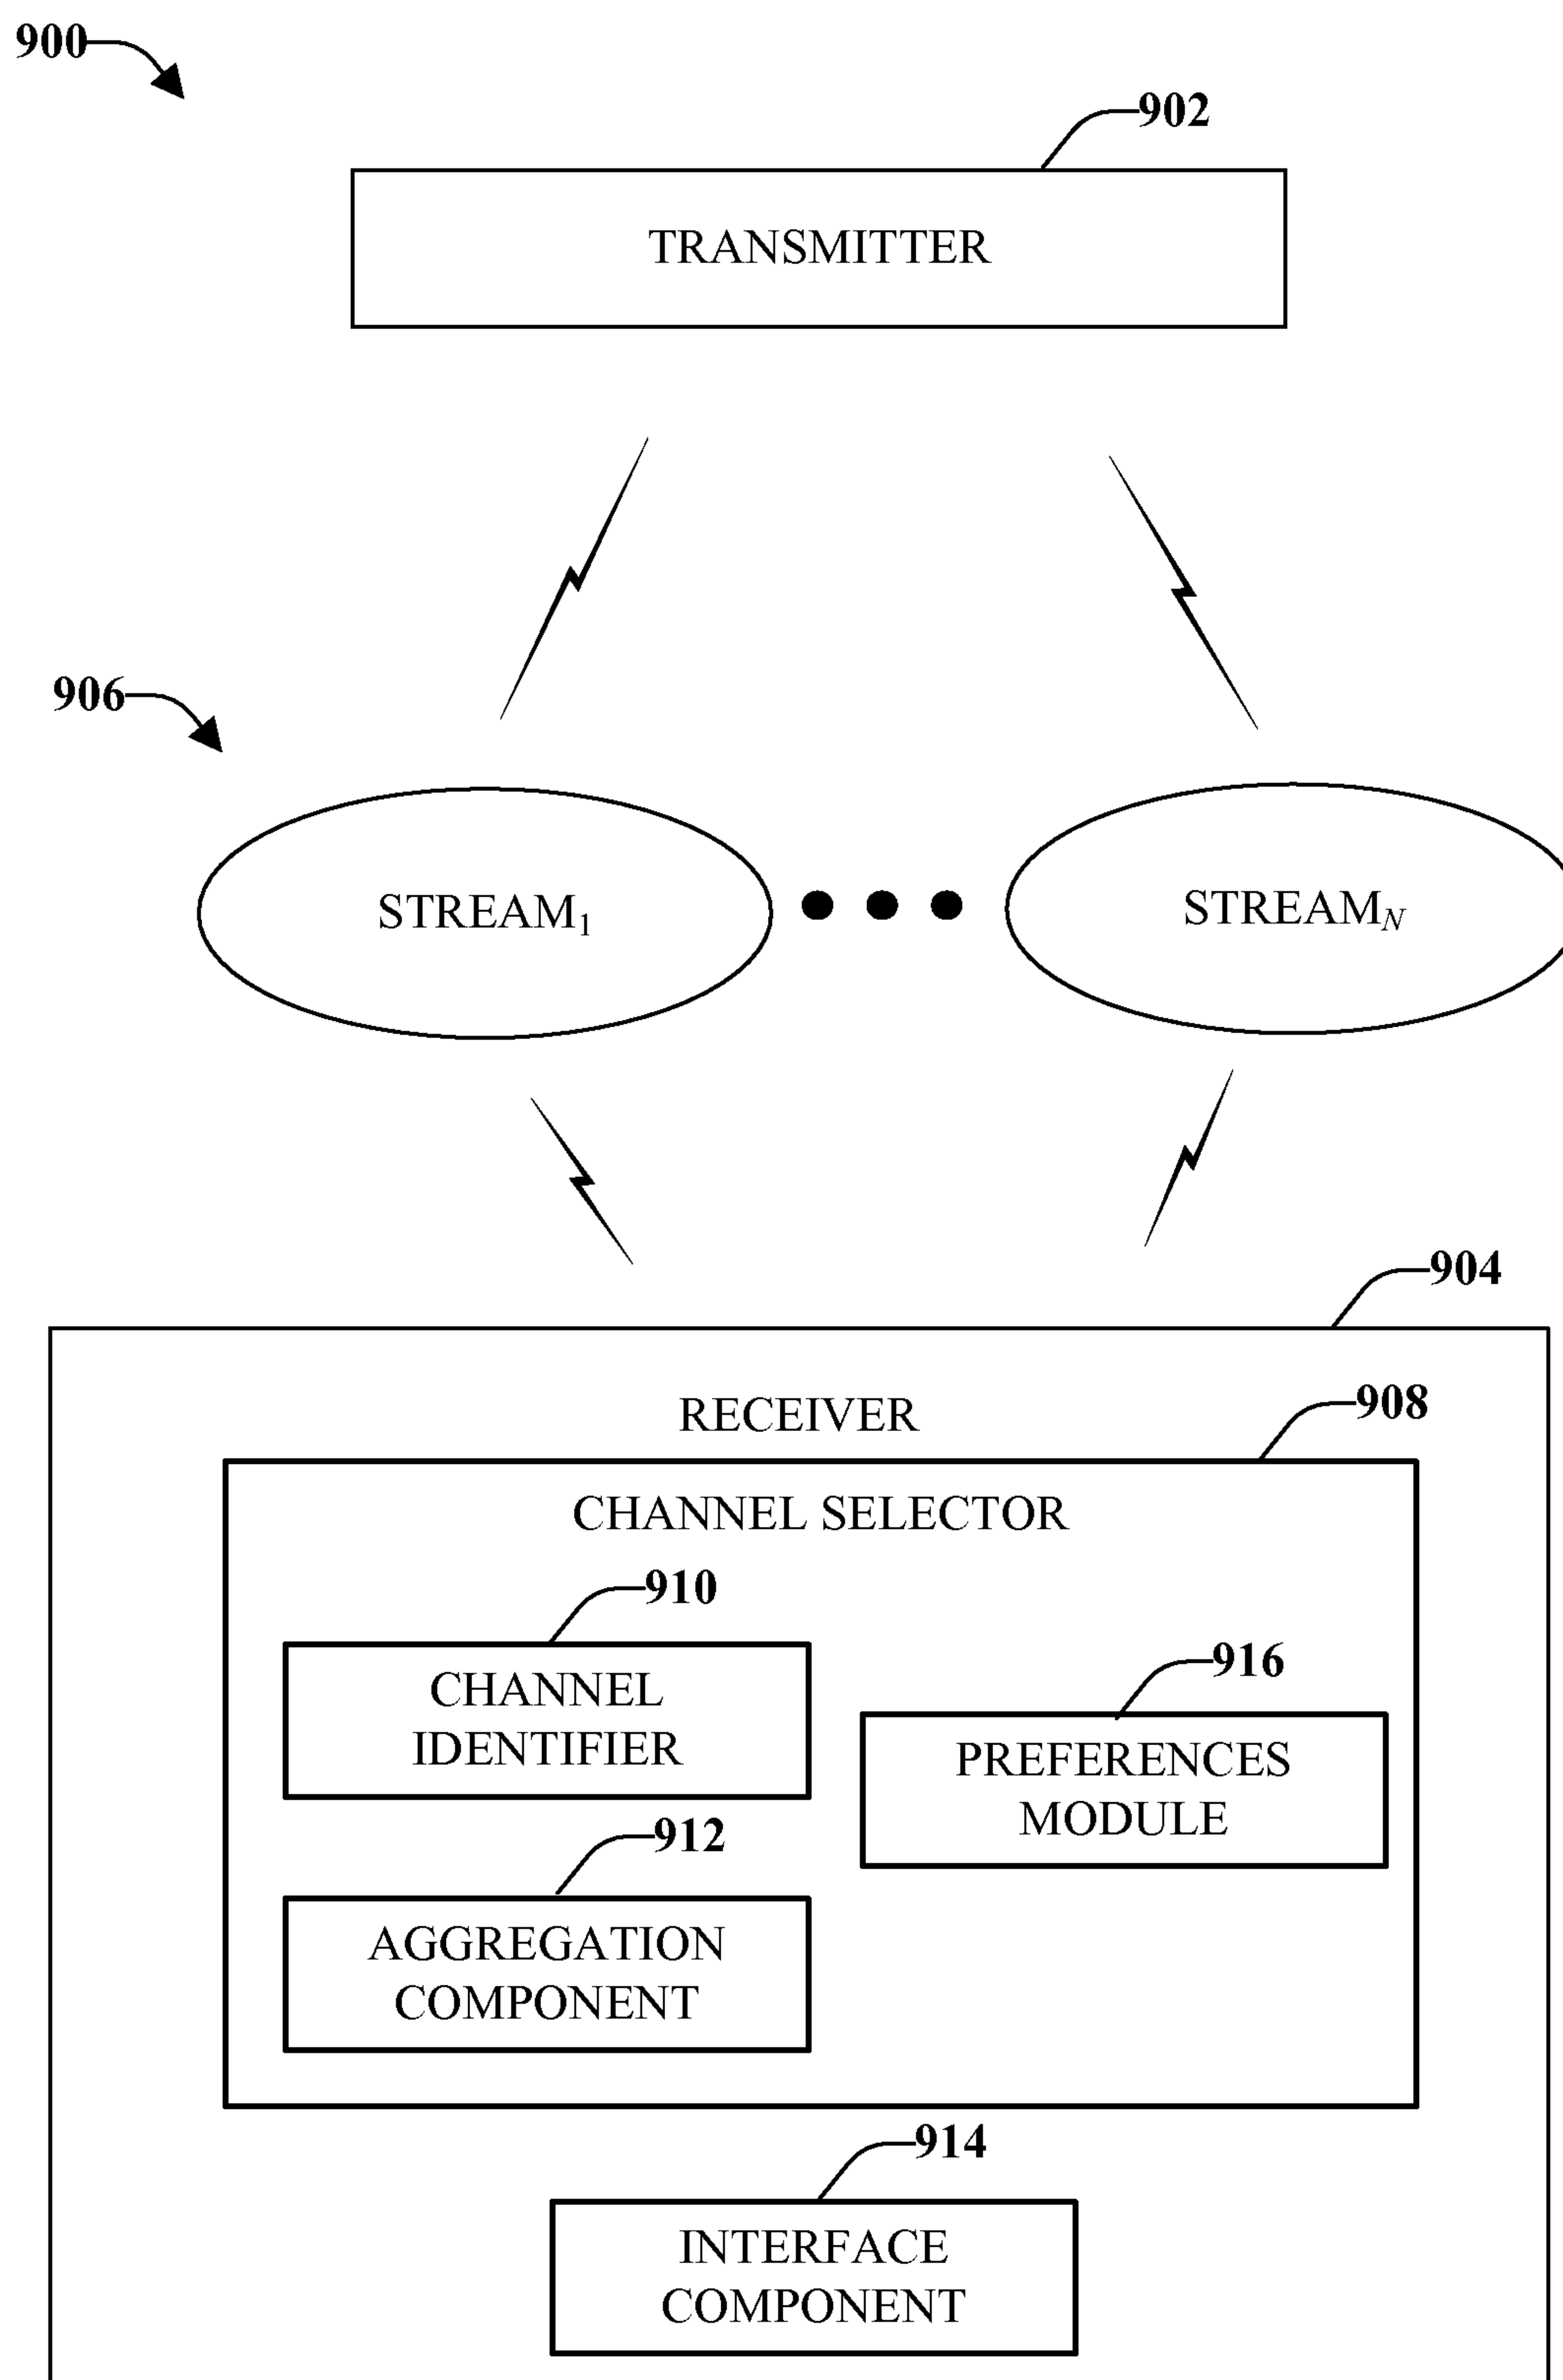 900
902
TRANSMITTER
906
STREAM₁
STREAM_N
904
RECEIVER
908
CHANNEL SELECTOR
910
CHANNEL
IDENTIFIER
916
PREFERENCES
MODULE
912
AGGREGATION
COMPONENT
914
INTERFACE
COMPONENT